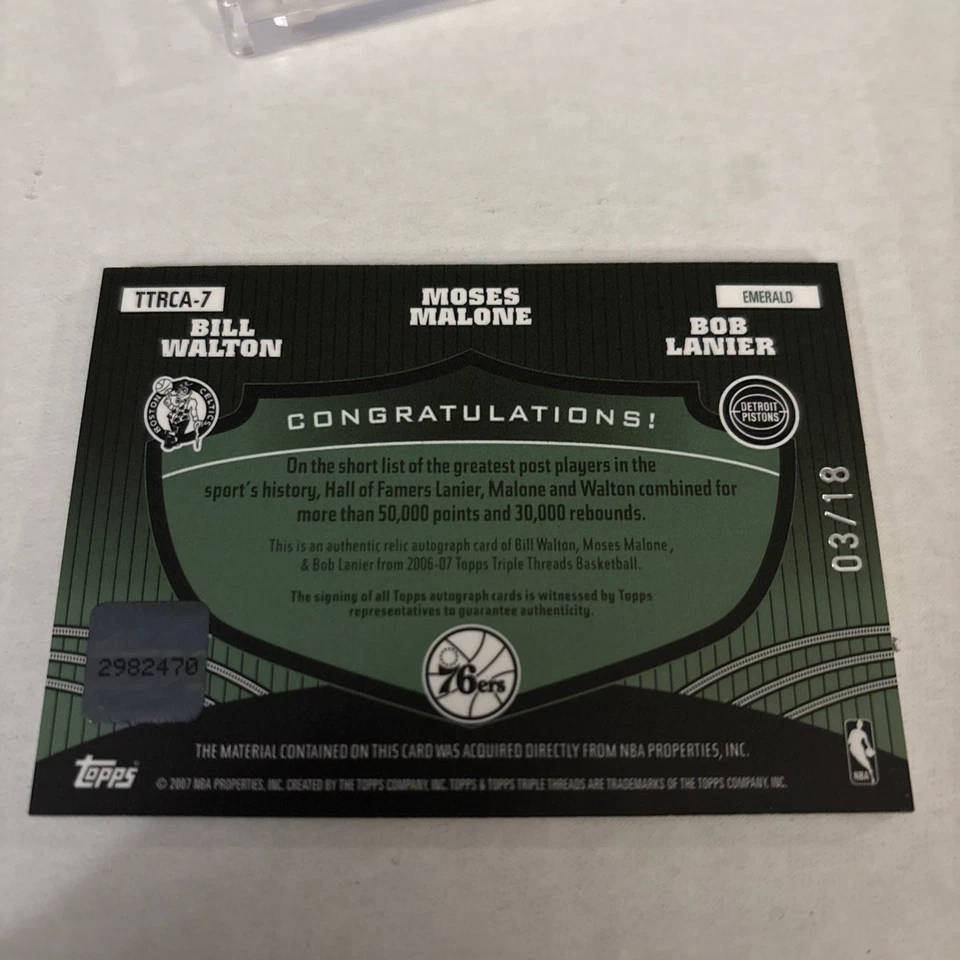 TTRCA-7
EMERALD
MOSES
MALONE
BILL
WALTON
BOB
LANIER
BOSTON CELTICS
DETROIT
PISTONS
CONGRATULATIONS!
On the short list of the greatest post players in the
sport's history, Hall of Famers Lanier, Malone and Walton combined for
more than 50,000 points and 30,000 rebounds.
This is an authentic relic autograph card of Bill Walton, Moses Malone,
& Bob Lanier from 2006-07 Topps Triple Threads Basketball.
The signing of all Topps autograph cards is witnessed by Topps
representatives to guarantee authenticity.
03/18
2982470
76ers
THE MATERIAL CONTAINED ON THIS CARD WAS ACQUIRED DIRECTLY FROM NBA PROPERTIES, INC.
topps
NBA
© 2007 NBA PROPERTIES, INC. CREATED BY THE TOPPS COMPANY, INC. TOPPS & TOPPS TRIPLE THREADS ARE TRADEMARKS OF THE TOPPS COMPANY, INC.